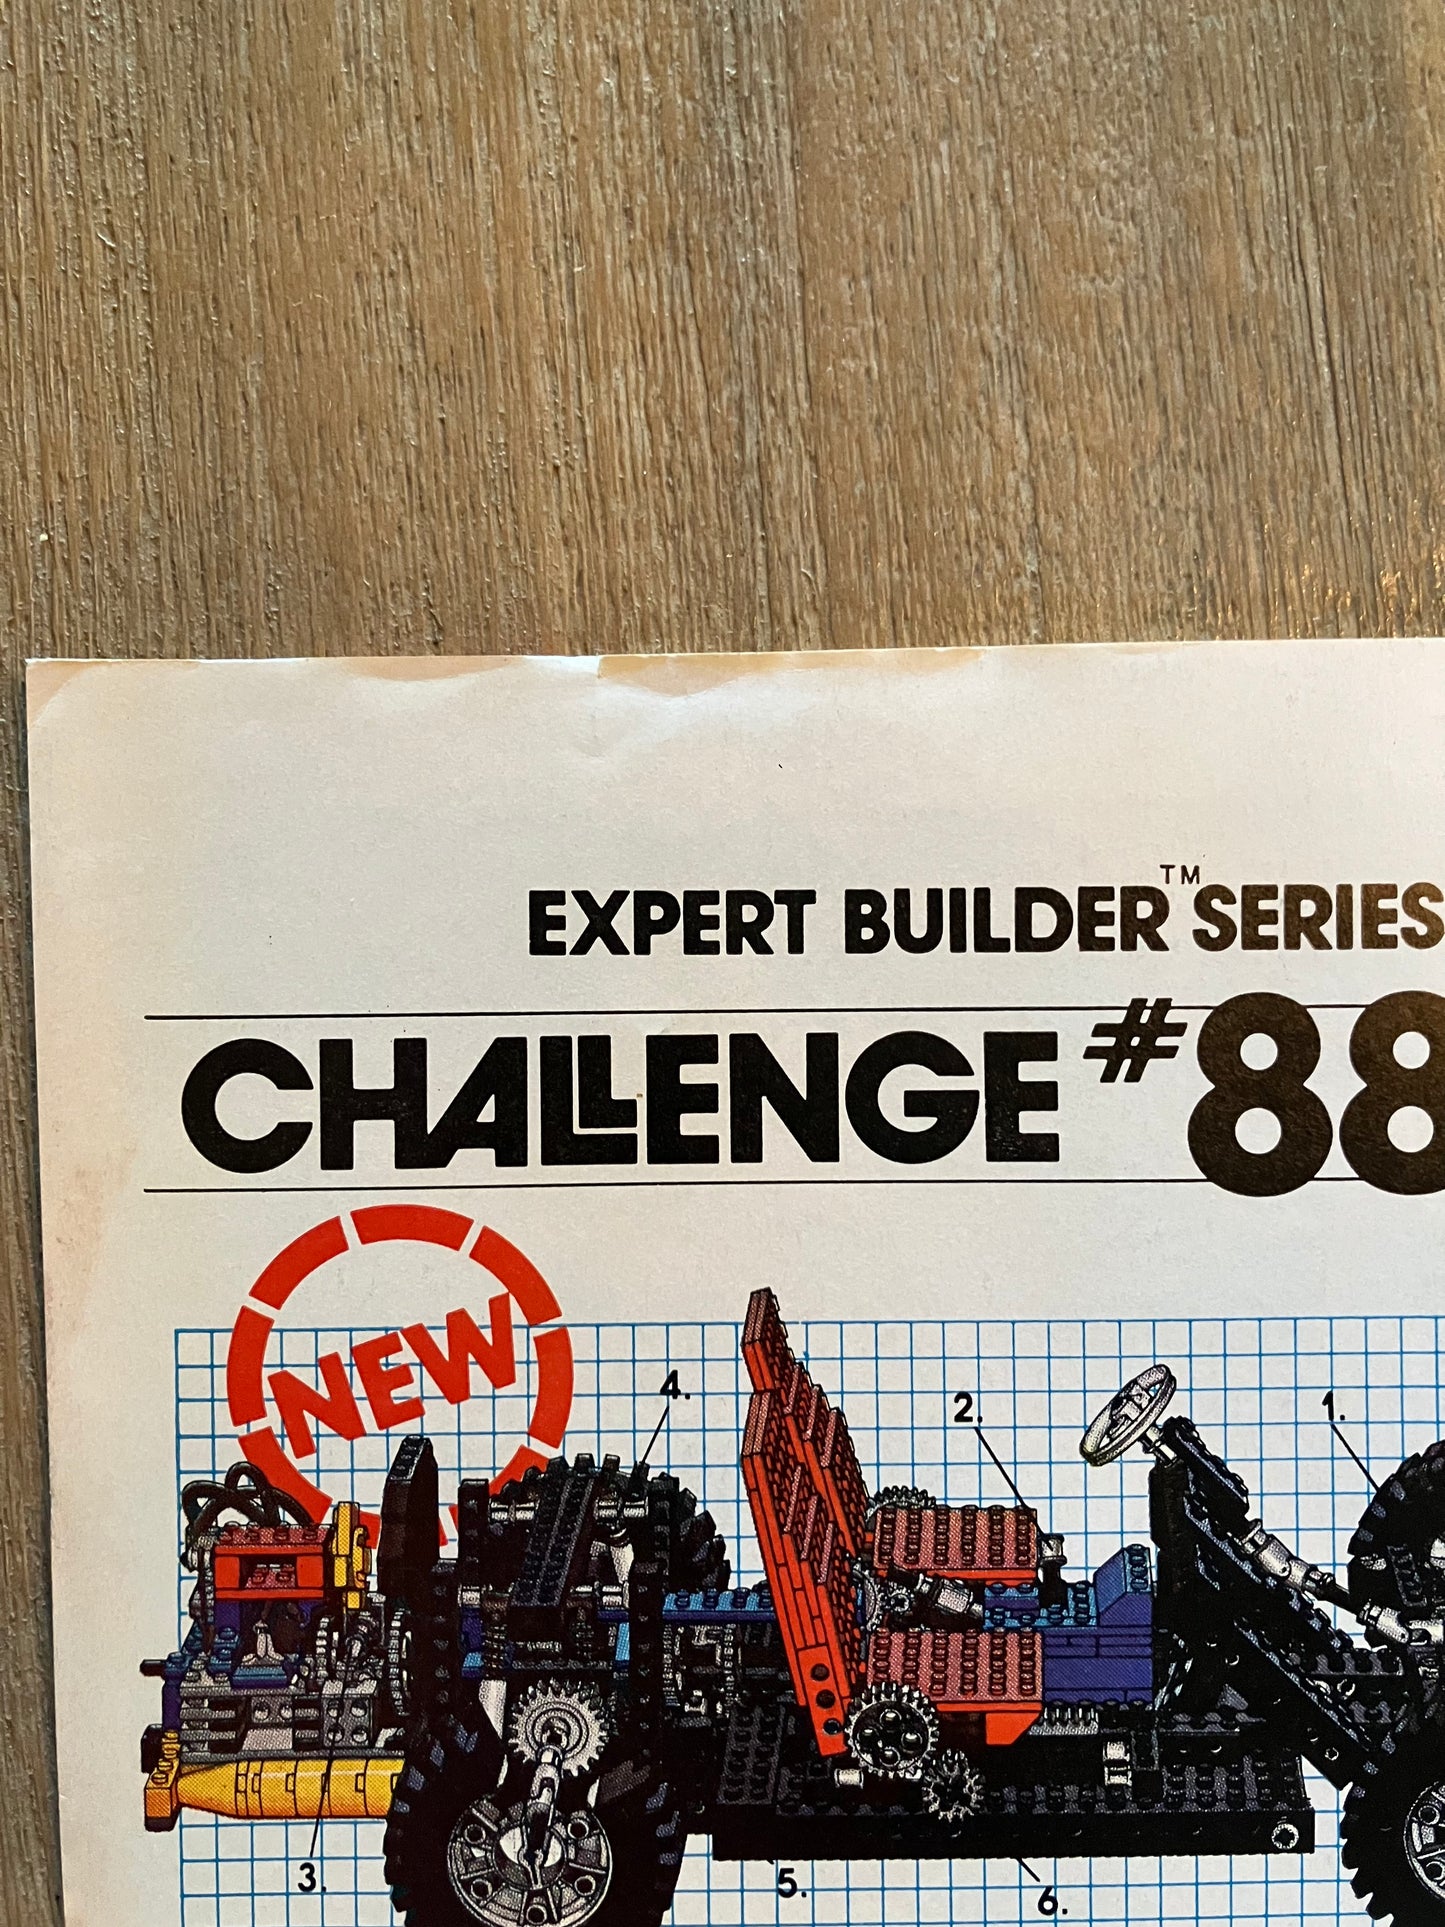 EXPERT BUILDER™ SERIES
CHALLENGE #88
NEW
4.
2.
1.
3.
5.
6.